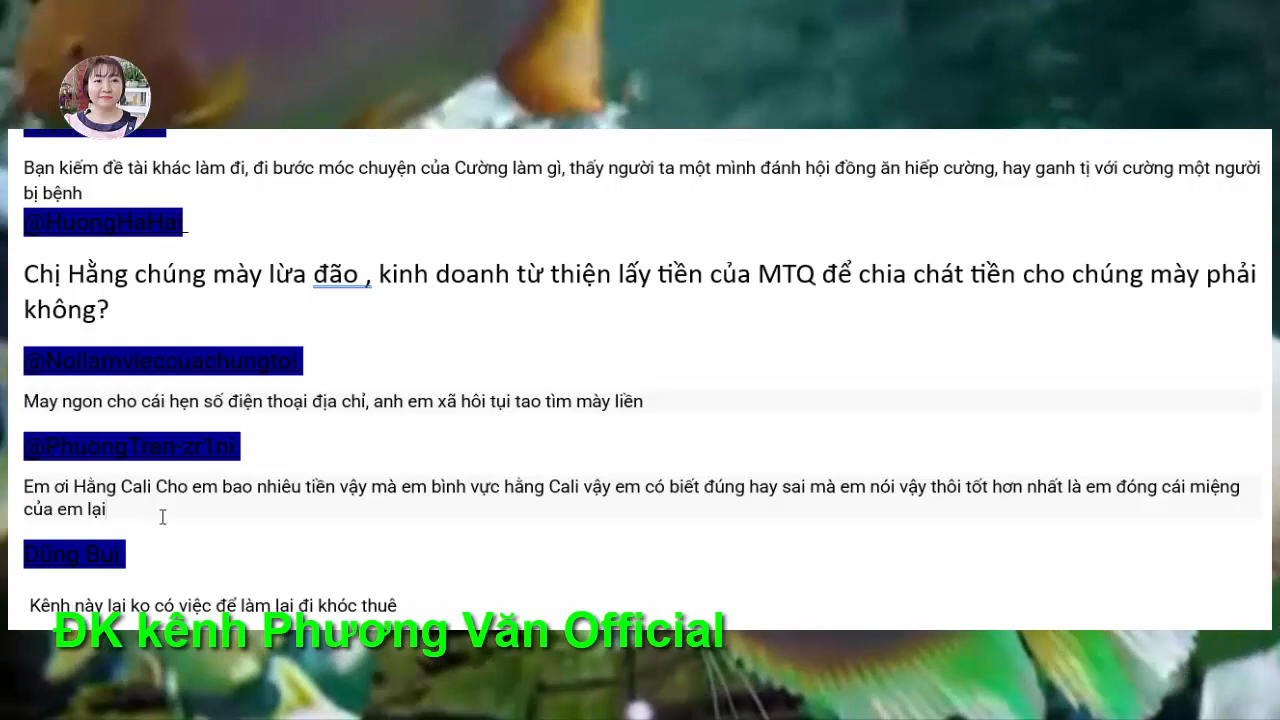 Bạn kiếm đề tài khác làm đi, đi bước móc chuyện của Cường làm gì, thấy người ta một mình đánh hội đồng ăn hiếp cường, hay ganh tị với cường một người
bị bệnh
@HuongHaHai
Chị Hằng chúng mày lừa đão , kinh doanh từ thiện lấy tiền của MTQ để chia chát tiền cho chúng mày phải
không?
@Noilamvieccuachungtoi
May ngon cho cái hẹn số điện thoại địa chỉ, anh em xã hôi tụi tao tìm mày liền
@PhuongTran-zr1ni
Em ơi Hằng Cali Cho em bao nhiêu tiền vậy mà em bình vực hằng Cali vậy em có biết đúng hay sai mà em nói vậy thôi tốt hơn nhất là em đóng cái miệng
của em lại
Dũng Bui
Kênh này lại ko có việc để làm lại đi khóc thuê
ĐK kênh Phương Văn Official